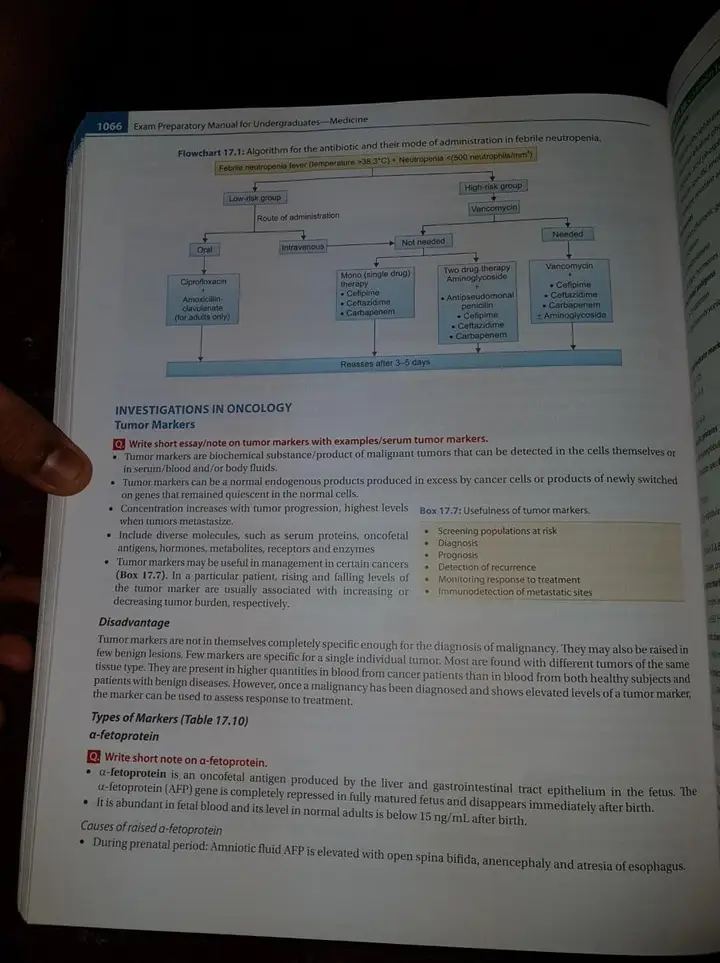 1066 Exam Preparatory Manual for Undergraduates—Medicine
Flowchart 17.1: Algorithm for the antibiotic and their mode of administration in febrile neutropenia.
Febrile neutropenia fever (temperature >38.3°C) + Neutropenia <(500 neutrophils/mm³)
Low-risk group
High-risk group
Route of administration
Vancomycin
Oral
Intravenous
Not needed
Needed
Ciprofloxacin
+
Amoxicillin-
clavulanate
(for adults only)
Mono (single drug)
therapy
• Cefipime
• Ceftazidime
• Carbapenem
Two drug therapy
Aminoglycoside
+
• Antipseudomonal
penicilin
• Cefipime
• Ceftazidime
• Carbapenem
Vancomycin
+
• Cefipime
• Ceftazidime
• Carbapenem
± Aminoglycoside
Reasses after 3–5 days
INVESTIGATIONS IN ONCOLOGY
Tumor Markers
Q Write short essay/note on tumor markers with examples/serum tumor markers.
• Tumor markers are biochemical substance/product of malignant tumors that can be detected in the cells themselves or
in serum/blood and/or body fluids.
• Tumor markers can be a normal endogenous products produced in excess by cancer cells or products of newly switched
on genes that remained quiescent in the normal cells.
• Concentration increases with tumor progression, highest levels
when tumors metastasize.
• Include diverse molecules, such as serum proteins, oncofetal
antigens, hormones, metabolites, receptors and enzymes
• Tumor markers may be useful in management in certain cancers
(Box 17.7). In a particular patient, rising and falling levels of
the tumor marker are usually associated with increasing or
decreasing tumor burden, respectively.
Box 17.7: Usefulness of tumor markers.
• Screening populations at risk
• Diagnosis
• Prognosis
• Detection of recurrence
• Monitoring response to treatment
• Immunodetection of metastatic sites
Disadvantage
Tumor markers are not in themselves completely specific enough for the diagnosis of malignancy. They may also be raised in
few benign lesions. Few markers are specific for a single individual tumor. Most are found with different tumors of the same
tissue type. They are present in higher quantities in blood from cancer patients than in blood from both healthy subjects and
patients with benign diseases. However, once a malignancy has been diagnosed and shows elevated levels of a tumor marker,
the marker can be used to assess response to treatment.
Types of Markers (Table 17.10)
α-fetoprotein
Q Write short note on α-fetoprotein.
• α-fetoprotein is an oncofetal antigen produced by the liver and gastrointestinal tract epithelium in the fetus. The
α-fetoprotein (AFP) gene is completely repressed in fully matured fetus and disappears immediately after birth.
• It is abundant in fetal blood and its level in normal adults is below 15 ng/mL after birth.
Causes of raised α-fetoprotein
• During prenatal period: Amniotic fluid AFP is elevated with open spina bifida, anencephaly and atresia of esophagus.